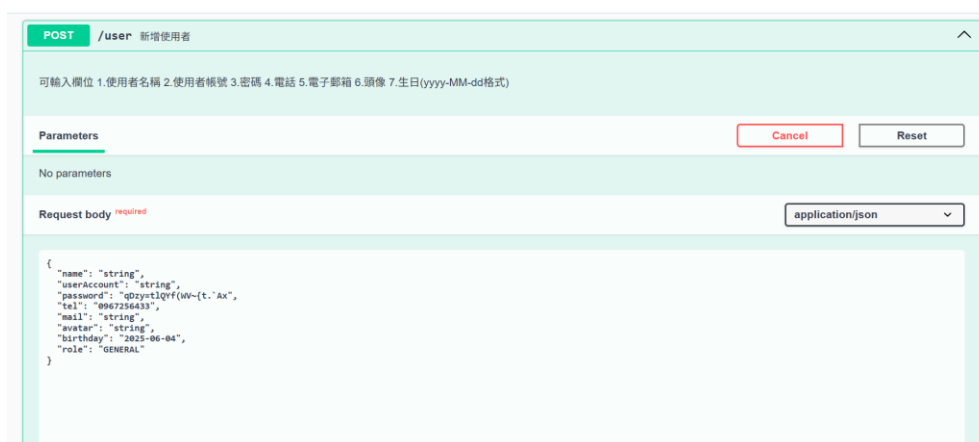 POST /user 新增使用者
可輸入欄位 1.使用者名稱 2.使用者帳號 3.密碼 4.電話 5.電子郵箱 6.頭像 7.生日(yyyy-MM-dd格式)
Parameters Cancel Reset
No parameters
Request body required application/json
{
"name": "string",
"userAccount": "string",
"password": "qDzy=tlQYf(WV~{t.`Ax",
"tel": "0967256433",
"mail": "string",
"avatar": "string",
"birthday": "2025-06-04",
"role": "GENERAL"
}